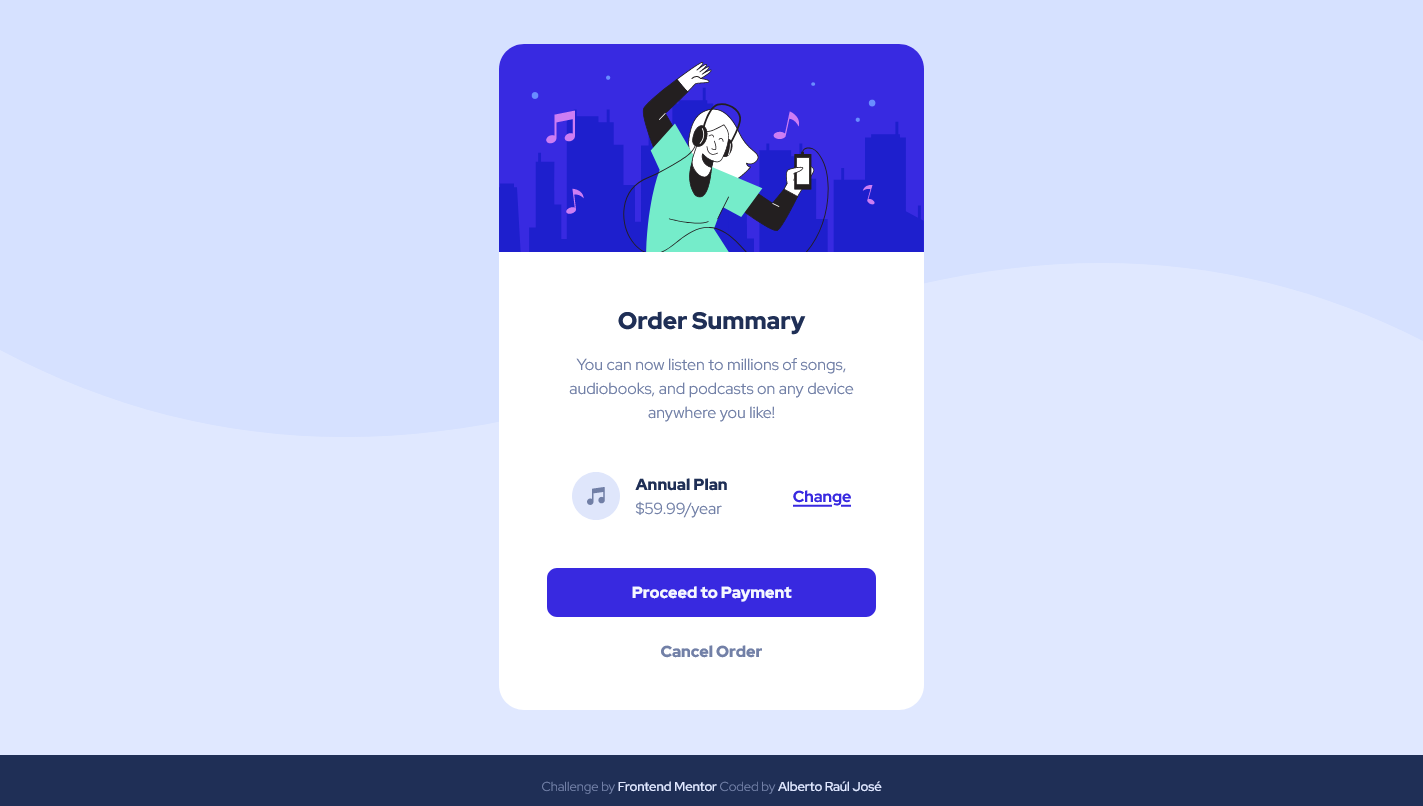 Order Summary
You can now listen to millions of songs,
audiobooks, and podcasts on any device
anywhere you like!
Annual Plan
$59.99/year
Change
Proceed to Payment
Cancel Order
Challenge by Frontend Mentor Coded by Alberto Raúl José